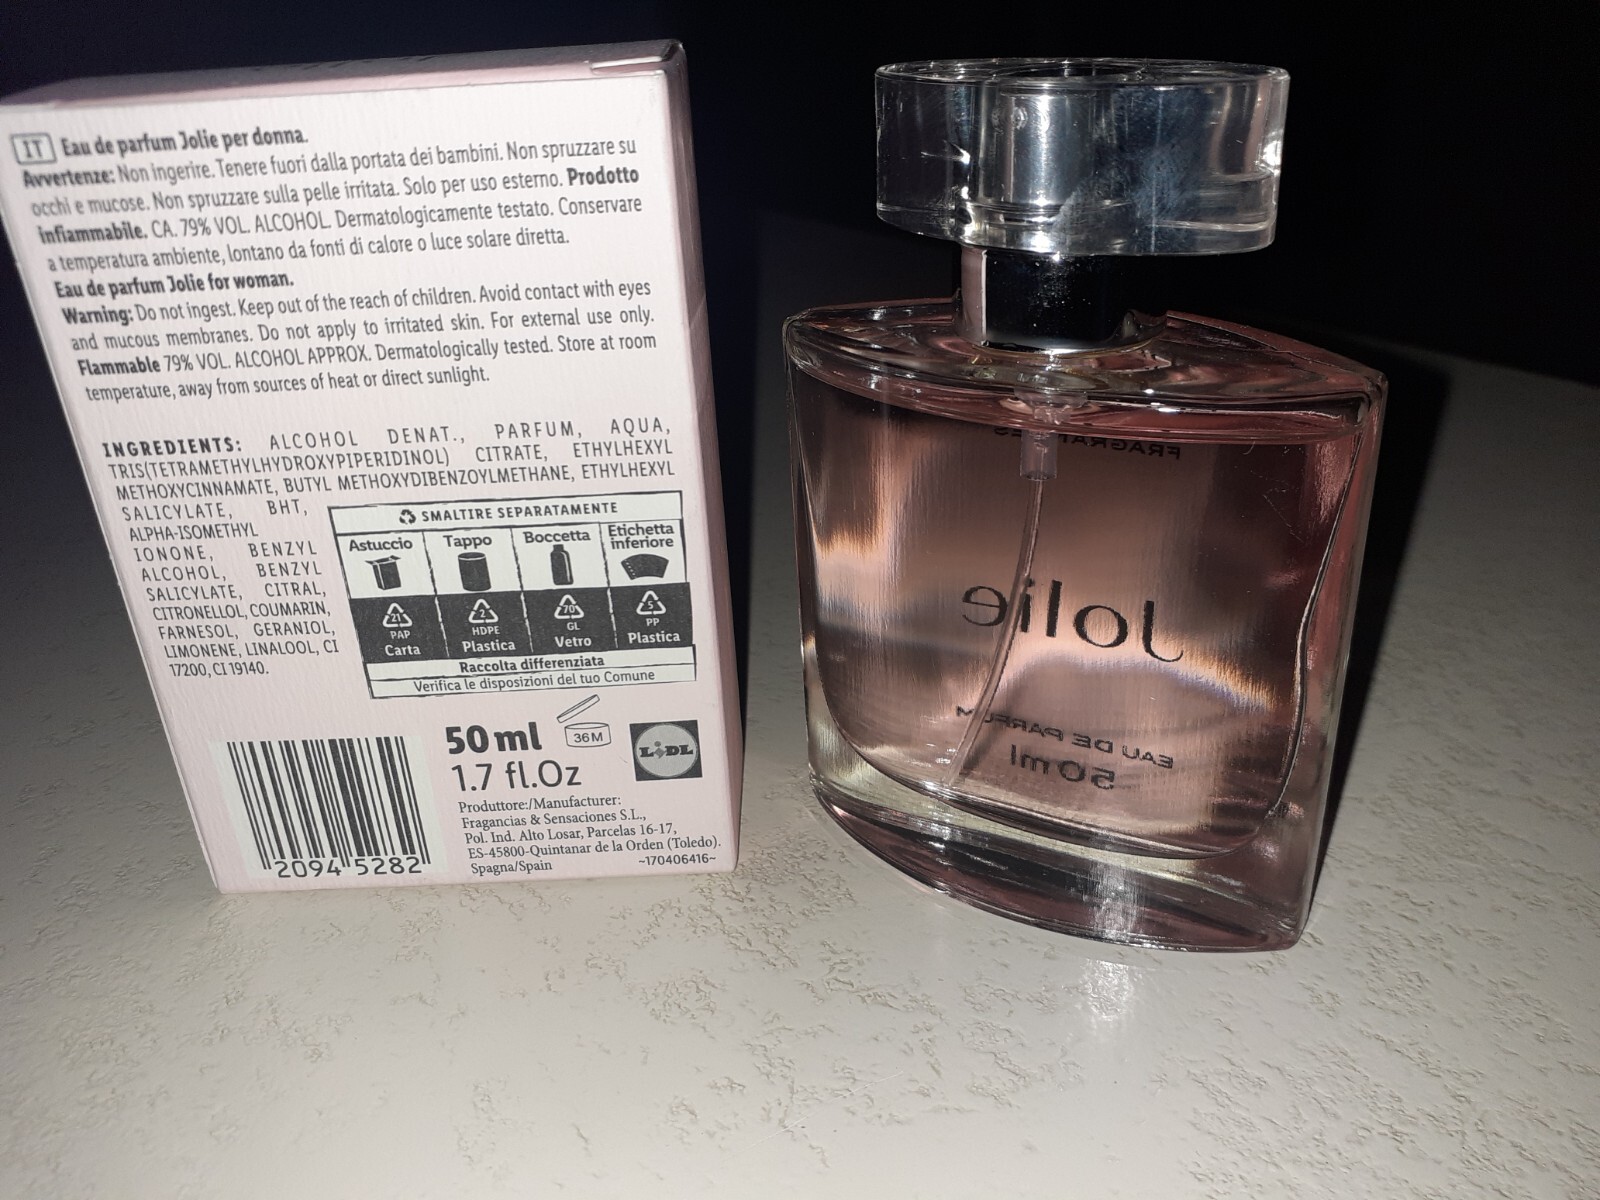 IT Eau de parfum Jolie per donna.
Avvertenze: Non ingerire. Tenere fuori dalla portata dei bambini. Non spruzzare su
occhi e mucose. Non spruzzare sulla pelle irritata. Solo per uso esterno. Prodotto
infiammabile. CA. 79% VOL. ALCOHOL. Dermatologicamente testato. Conservare
a temperatura ambiente, lontano da fonti di calore o luce solare diretta.
Eau de parfum Jolie for woman.
Warning: Do not ingest. Keep out of the reach of children. Avoid contact with eyes
and mucous membranes. Do not apply to irritated skin. For external use only.
Flammable 79% VOL. ALCOHOL APPROX. Dermatologically tested. Store at room
temperature, away from sources of heat or direct sunlight.
INGREDIENTS: ALCOHOL DENAT., PARFUM, AQUA,
TRIS(TETRAMETHYLHYDROXYPIPERIDINOL) CITRATE, ETHYLHEXYL
METHOXYCINNAMATE, BUTYL METHOXYDIBENZOYLMETHANE, ETHYLHEXYL
SALICYLATE, BHT,
ALPHA-ISOMETHYL
IONONE, BENZYL
ALCOHOL, BENZYL
SALICYLATE, CITRAL,
CITRONELLOL, COUMARIN,
FARNESOL, GERANIOL,
LIMONENE, LINALOOL, CI
17200, CI 19140.
SMALTIRE SEPARATAMENTE
Astuccio Tappo Boccetta Etichetta
inferiore
21 2 70 5
PAP HDPE GL PP
Carta Plastica Vetro Plastica
Raccolta differenziata
Verifica le disposizioni del tuo Comune
50 ml 36M LIDL
1.7 fl.Oz
Produttore:/Manufacturer:
Fragancias & Sensaciones S.L.,
Pol. Ind. Alto Losar, Parcelas 16-17,
ES-45800-Quintanar de la Orden (Toledo).
Spagna/Spain ~170406416~
2094 5282
FRAGRANCES
Jolie
EAU DE PARFUM
50 ml